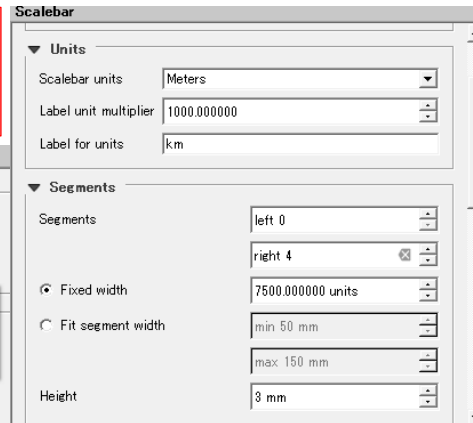 Scalebar
Units
Scalebar units Meters
Label unit multiplier 1000.000000
Label for units km
Segments
Segments left 0
right 4
Fixed width 7500.000000 units
Fit segment width min 50 mm
max 150 mm
Height 3 mm